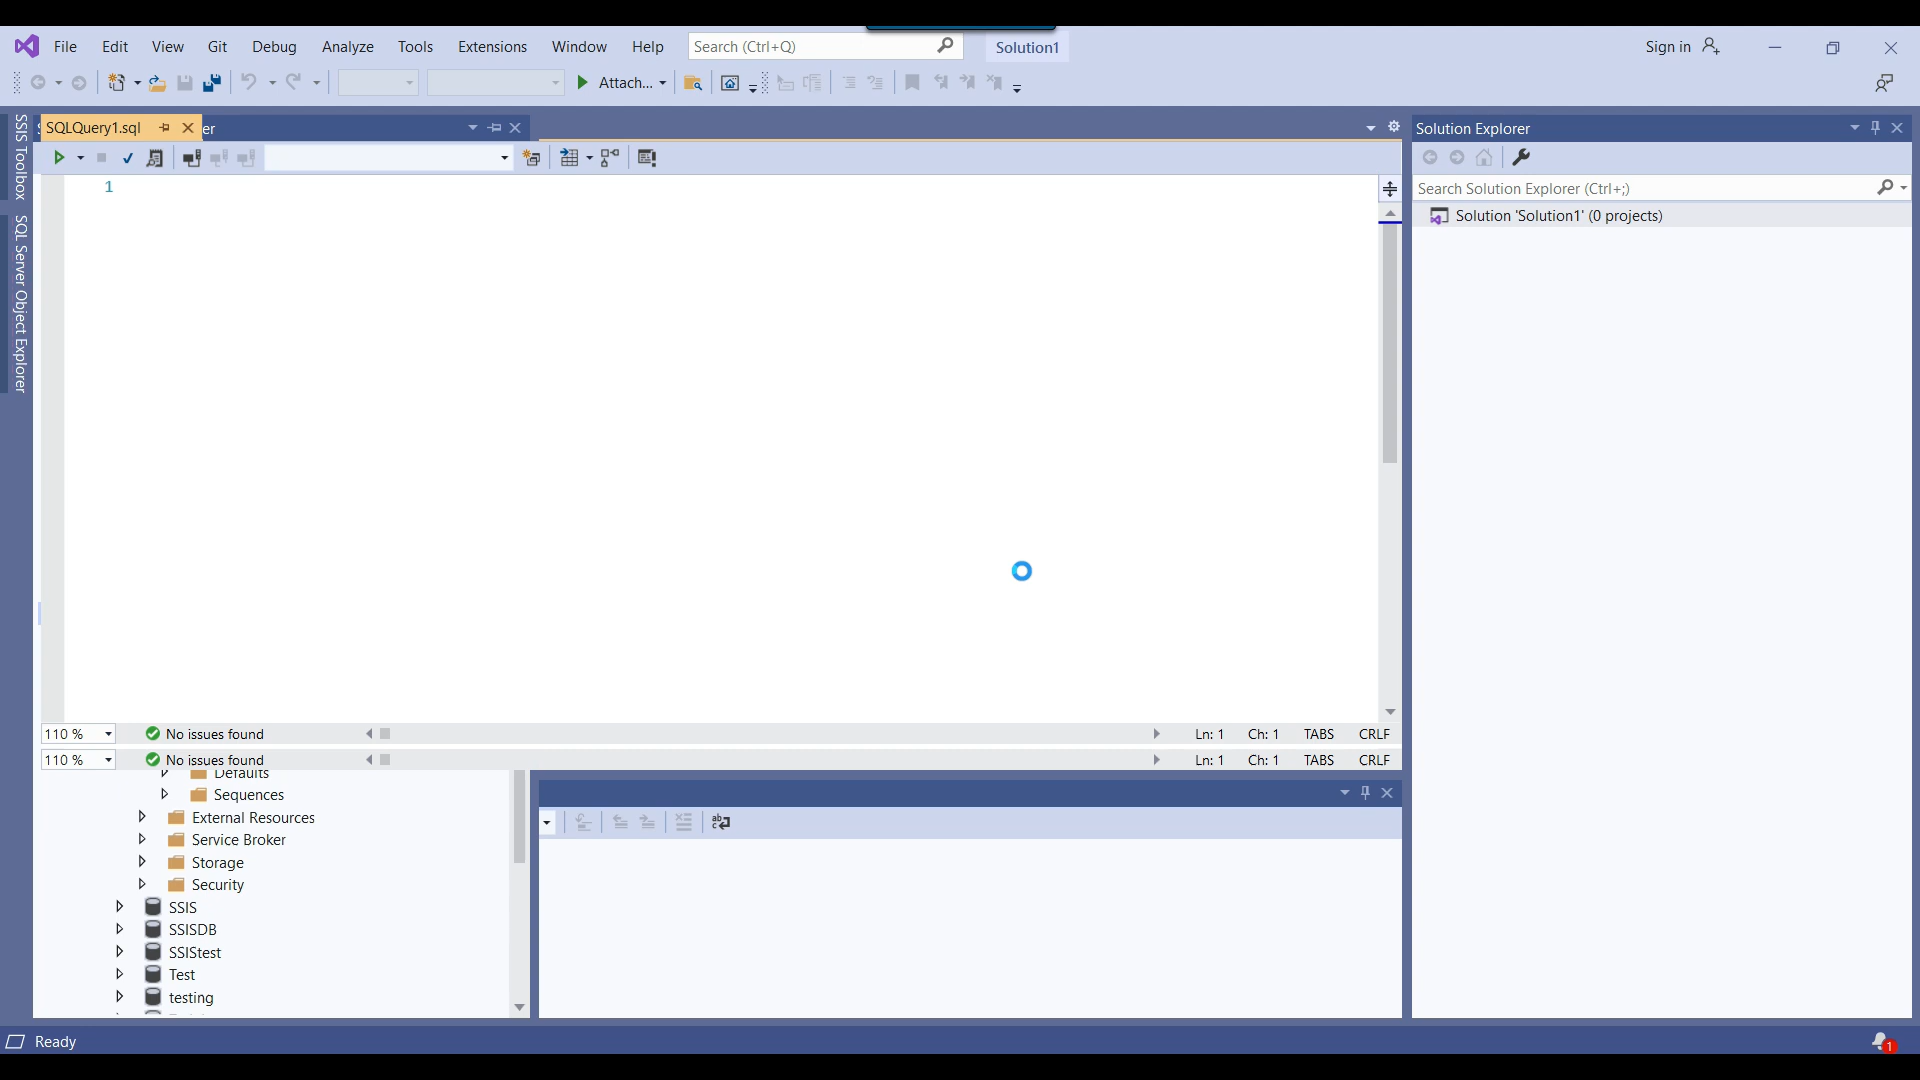 File Edit View Git Debug Analyze Tools Extensions Window Help Search (Ctrl+Q) Solution1 Sign in
Attach...
SQLQuery1.sql er
Solution Explorer
SSIS Toolbox
SQL Server Object Explorer
Search Solution Explorer (Ctrl+;)
1
Solution 'Solution1' (0 projects)
110 % No issues found Ln: 1 Ch: 1 TABS CRLF
110 % No issues found Ln: 1 Ch: 1 TABS CRLF
Defaults
Sequences
External Resources
Service Broker
Storage
Security
SSIS
SSISDB
SSIStest
Test
testing
Ready
1